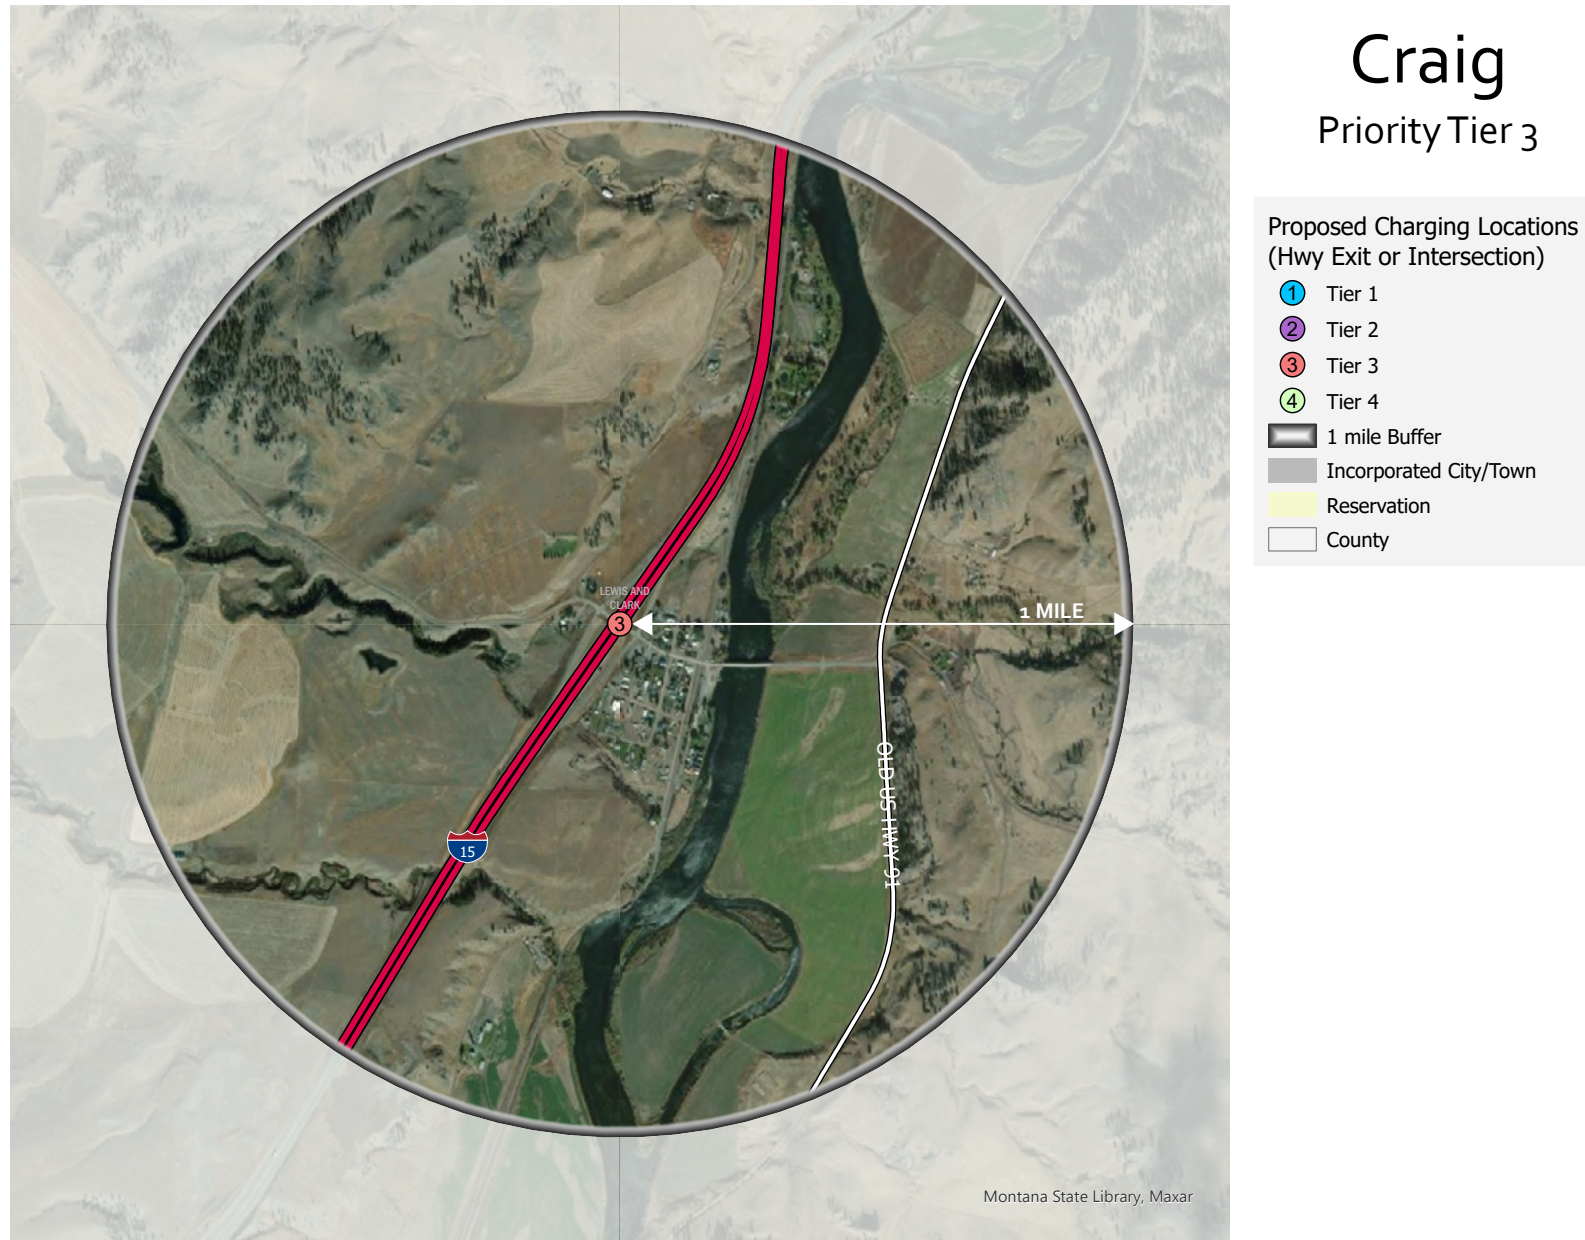 Craig
Priority Tier 3
Proposed Charging Locations
(Hwy Exit or Intersection)
1 Tier 1
2 Tier 2
3 Tier 3
4 Tier 4
1 mile Buffer
Incorporated City/Town
Reservation
County
LEWIS AND
CLARK
3
1 MILE
OLD US HWY 91
15
Montana State Library, Maxar